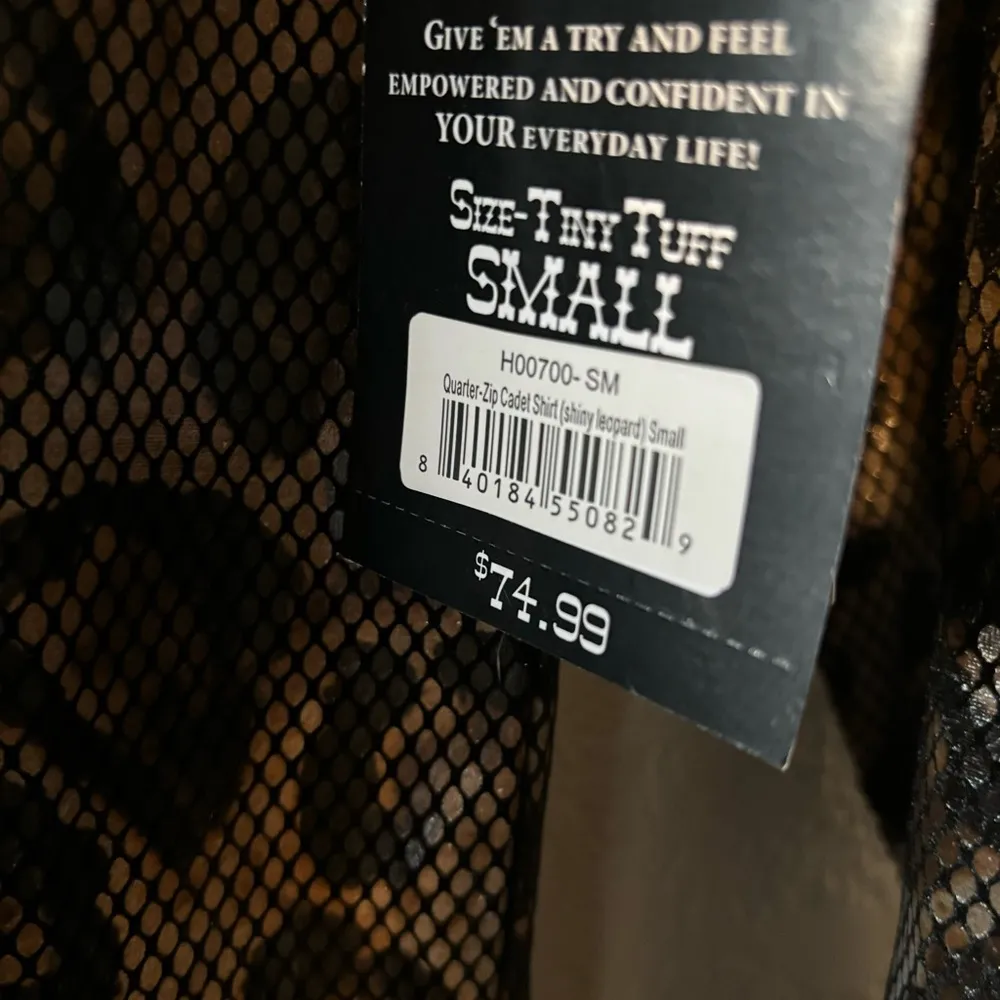 GIVE ‘EM A TRY AND FEEL
EMPOWERED AND CONFIDENT IN
YOUR EVERYDAY LIFE!
SIZE-TINY TUFF
SMALL
H00700- SM
Quarter-Zip Cadet Shirt (shiny leopard) Small
8 40184 55082 9
$74.99